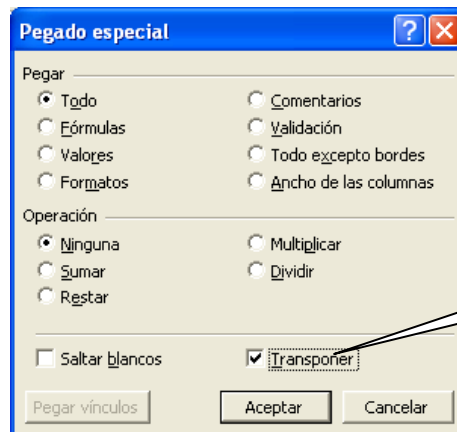 Pegado especial
Pegar
Todo
Comentarios
Fórmulas
Validación
Valores
Todo excepto bordes
Formatos
Ancho de las columnas
Operación
Ninguna
Multiplicar
Sumar
Dividir
Restar
Saltar blancos
Transponer
Pegar vínculos
Aceptar
Cancelar